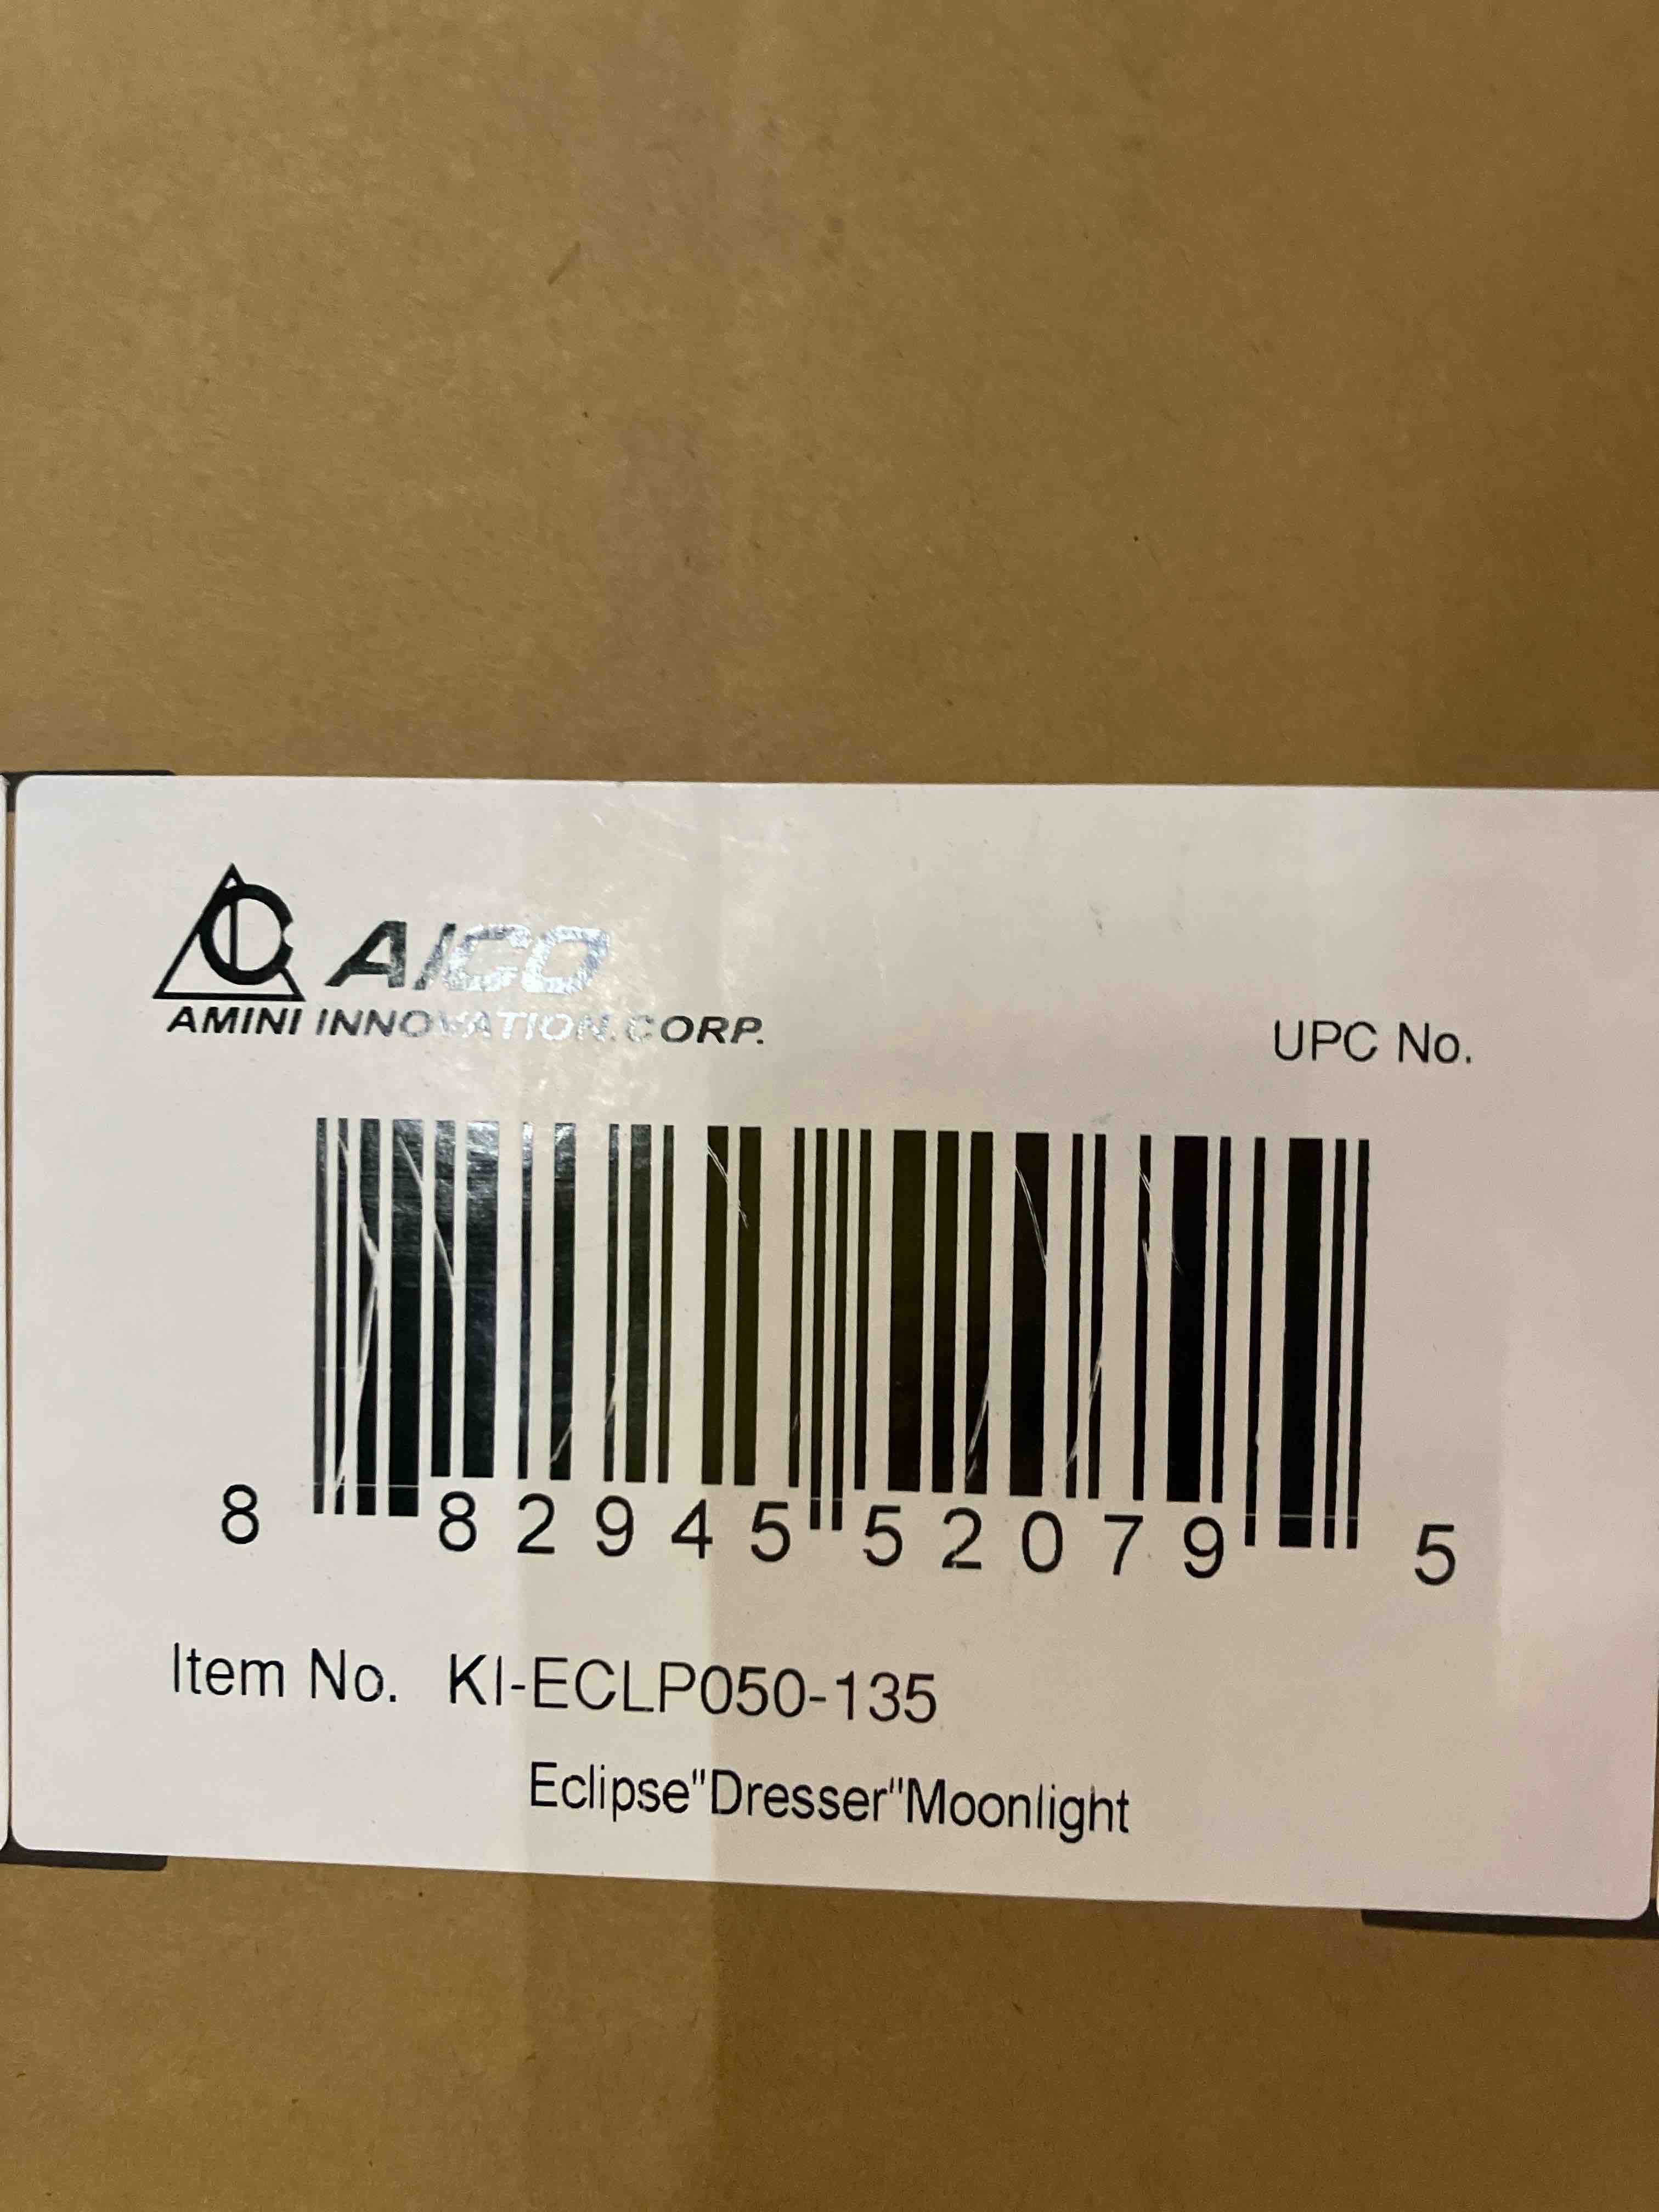 AICO
AMINI INNOVATION CORP.
UPC No.
8 82945 52079 5
Item No. KI-ECLP050-135
Eclipse"Dresser"Moonlight